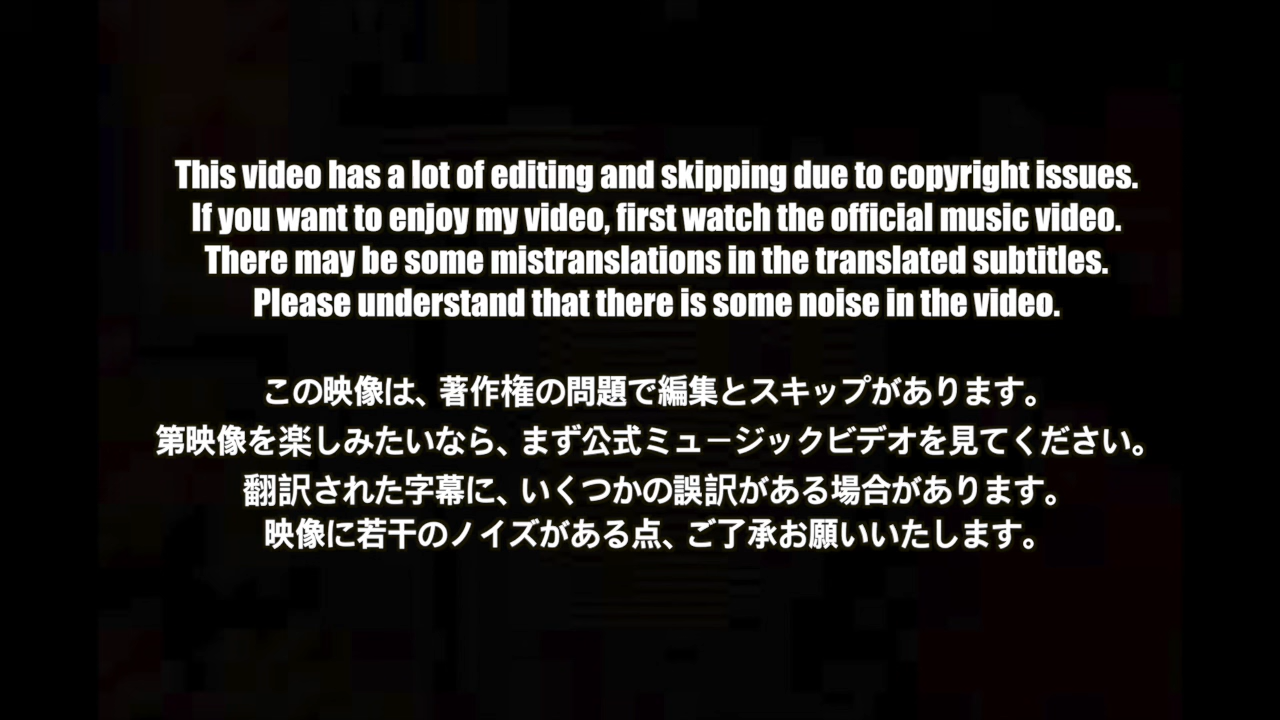 This video has a lot of editing and skipping due to copyright issues.
If you want to enjoy my video, first watch the official music video.
There may be some mistranslations in the translated subtitles.
Please understand that there is some noise in the video.
この映像は、著作権の問題で編集とスキップがあります。
第映像を楽しみたいなら、まず公式ミュージックビデオを見てください。
翻訳された字幕に、いくつかの誤訳がある場合があります。
映像に若干のノイズがある点、ご了承お願いいたします。